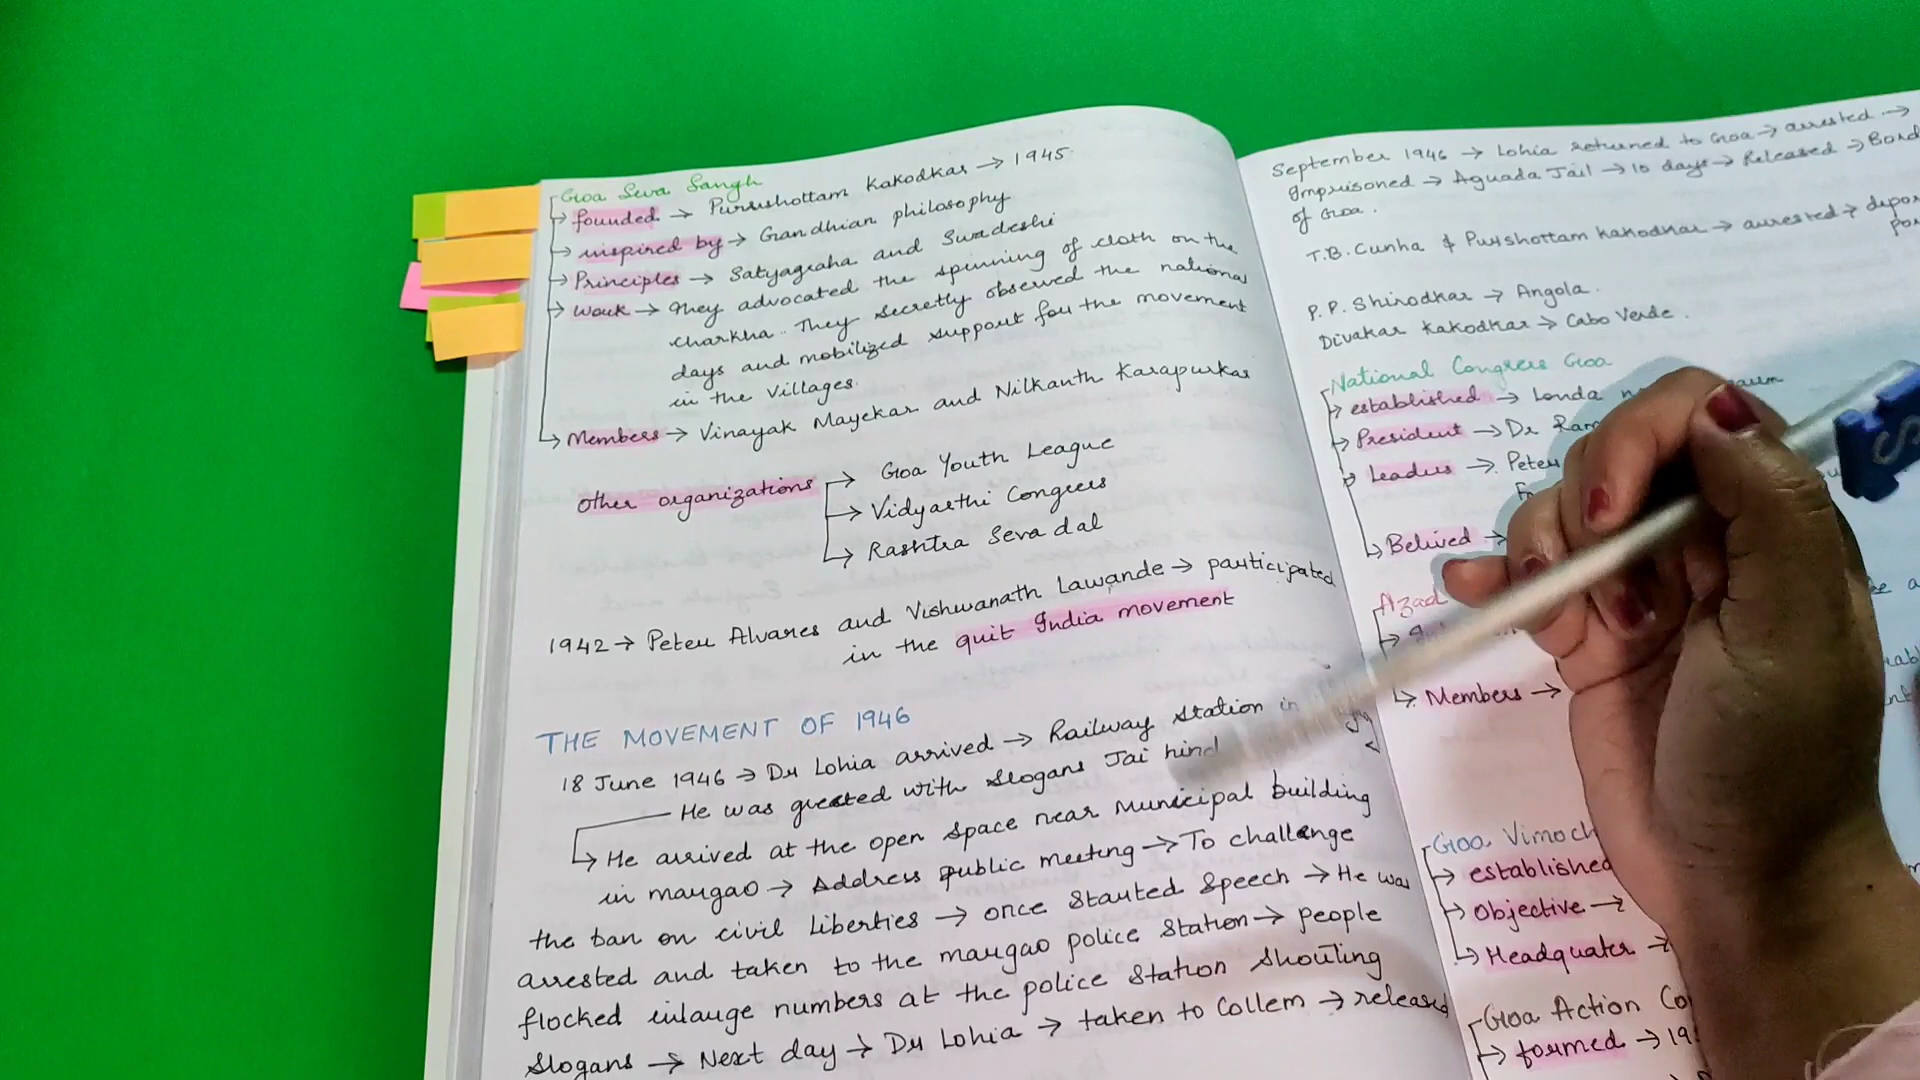 Goa Seva Sangh
founded → Purushottam Kakodkar → 1945
inspired by → Gandhian philosophy
Principles → Satyagraha and Swadeshi
Work → They advocated the spinning of cloth on the
charkha. They secretly observed the national
days and mobilized support for the movement
in the Villages.
Members → Vinayak Mayekar and Nilkanth Karapurkar
other organizations → Goa Youth League
→ Vidyarthi Congress
→ Rashtra Seva dal
1942 → Peter Alvares and Vishwanath Lawande → participated
in the quit India movement
THE MOVEMENT OF 1946
18 June 1946 → Dr Lohia arrived → Railway Station in
He was greeted with slogans Jai hind
→ He arrived at the open space near Municipal building
in margao → Address public meeting → To challenge
the ban on civil liberties → once Started Speech → He was
arrested and taken to the margao police Station → people
flocked inlarge numbers at the police Station Shouting
Slogans → Next day → Dr Lohia → taken to Collem → released
September 1946 → Lohia returned to Goa → arrested →
Imprisoned → Aguada Jail → 10 days → Released →
of Goa.
T.B. Cunha & Purshottam Kakodkar → arrested →
P.P. Shirodkar → Angola.
Divakar Kakodkar → Cabo Verde.
National Congress Goa
→ established → Londa
→ President → Dr
→ Leaders → Peter
→ Belived →
Azad
→ Members →
Goa
→ established
→ Objective →
→ Headquater →
Goa Action
→ formed →